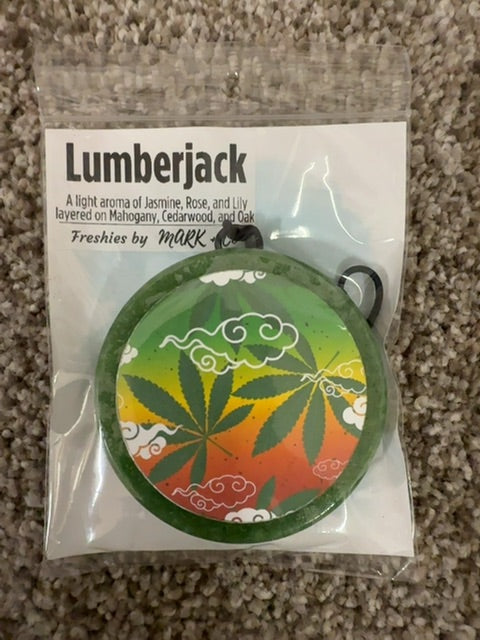 Lumberjack
A light aroma of Jasmine, Rose, and Lily
layered on Mahogany, Cedarwood, and Oak
Freshies by MARK +